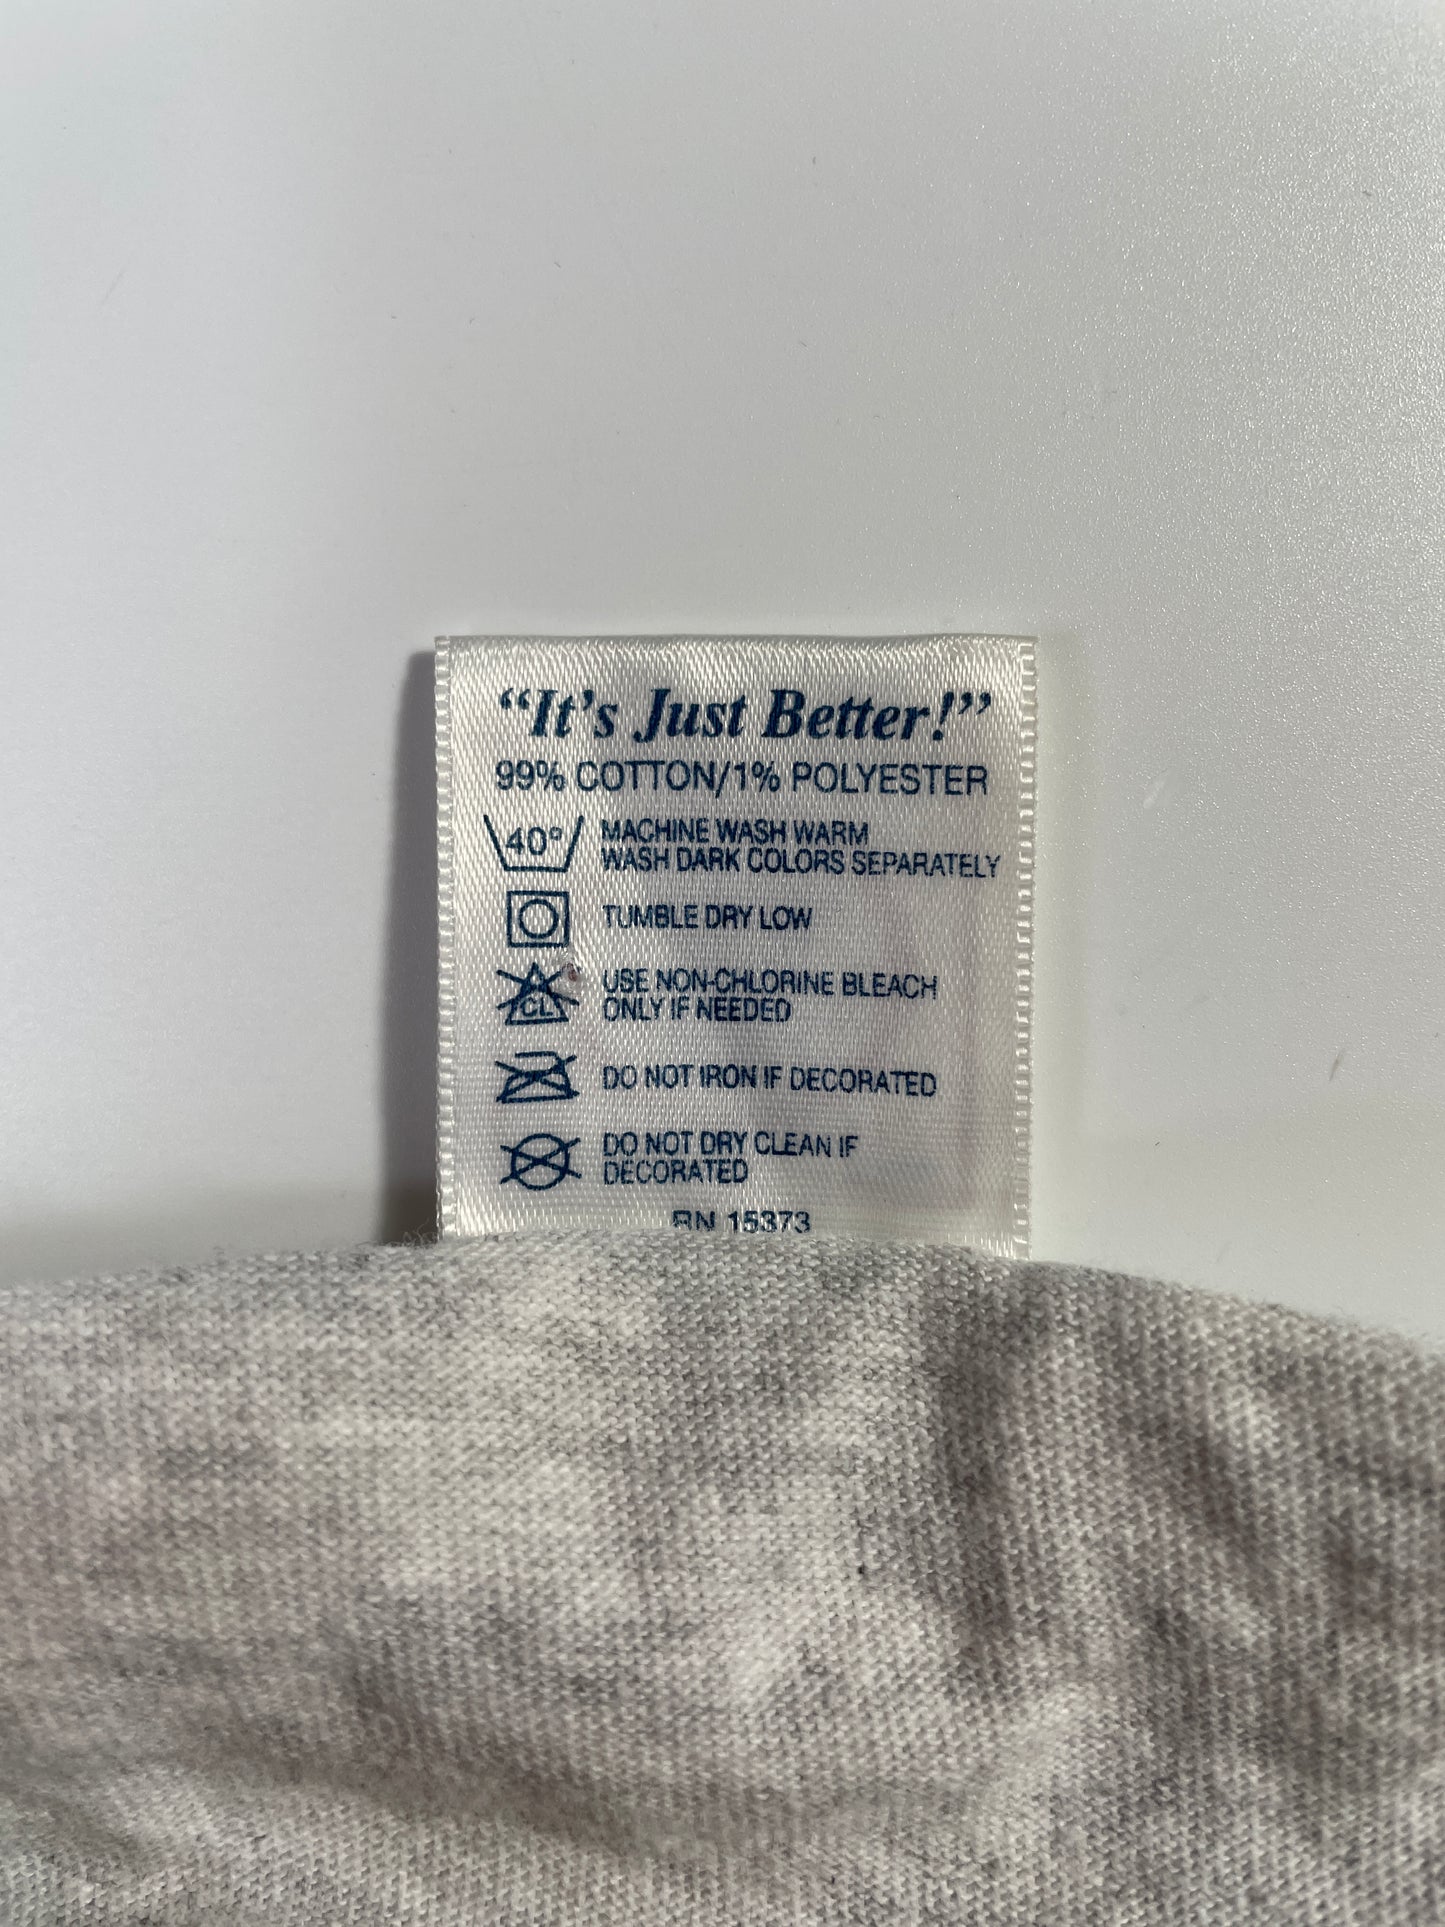 “It's Just Better!”
99% COTTON/1% POLYESTER
40° MACHINE WASH WARM
WASH DARK COLORS SEPARATELY
TUMBLE DRY LOW
CL USE NON-CHLORINE BLEACH
ONLY IF NEEDED
DO NOT IRON IF DECORATED
DO NOT DRY CLEAN IF
DECORATED
RN 15373